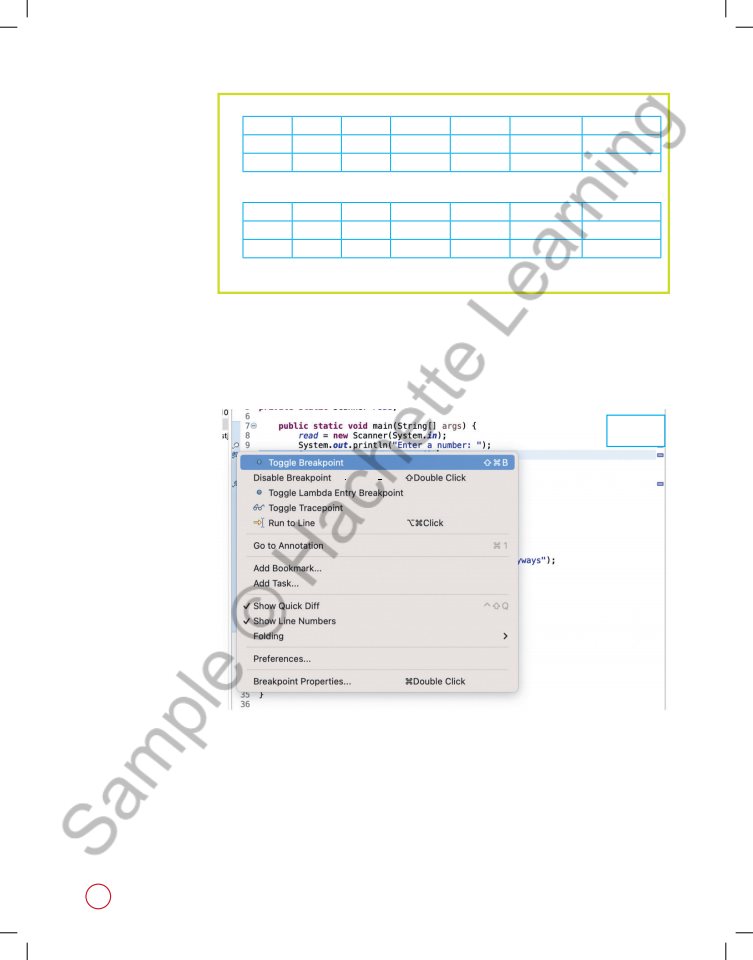 6
7 public static void main(String[] args) {
8 read = new Scanner(System.in);
9 System.out.println("Enter a number: ");
Toggle Breakpoint ⇧⌘B
Disable Breakpoint ⇧Double Click
Toggle Lambda Entry Breakpoint
Toggle Tracepoint
Run to Line ⌥⌘Click
Go to Annotation ⌘1
yways");
Add Bookmark...
Add Task...
✓ Show Quick Diff ^⇧Q
✓ Show Line Numbers
Folding >
Preferences...
Breakpoint Properties... ⌘Double Click
35 }
36
Sample © Hachette Learning